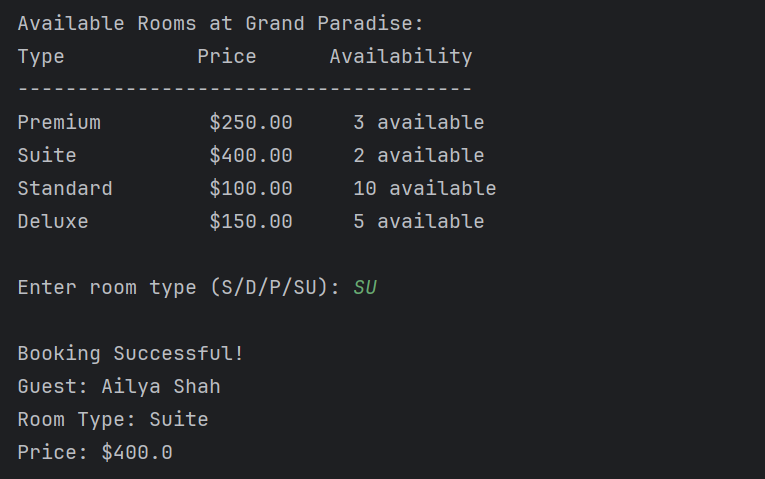 Available Rooms at Grand Paradise:
Type Price Availability
--------------------------------------
Premium $250.00 3 available
Suite $400.00 2 available
Standard $100.00 10 available
Deluxe $150.00 5 available
Enter room type (S/D/P/SU): SU
Booking Successful!
Guest: Ailya Shah
Room Type: Suite
Price: $400.0